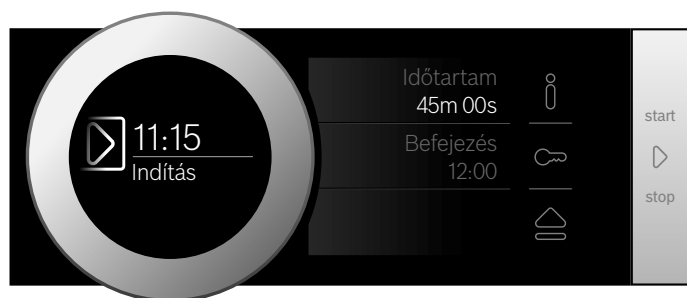 11:15
Indítás
Időtartam
45m 00s
Befejezés
12:00
start
stop